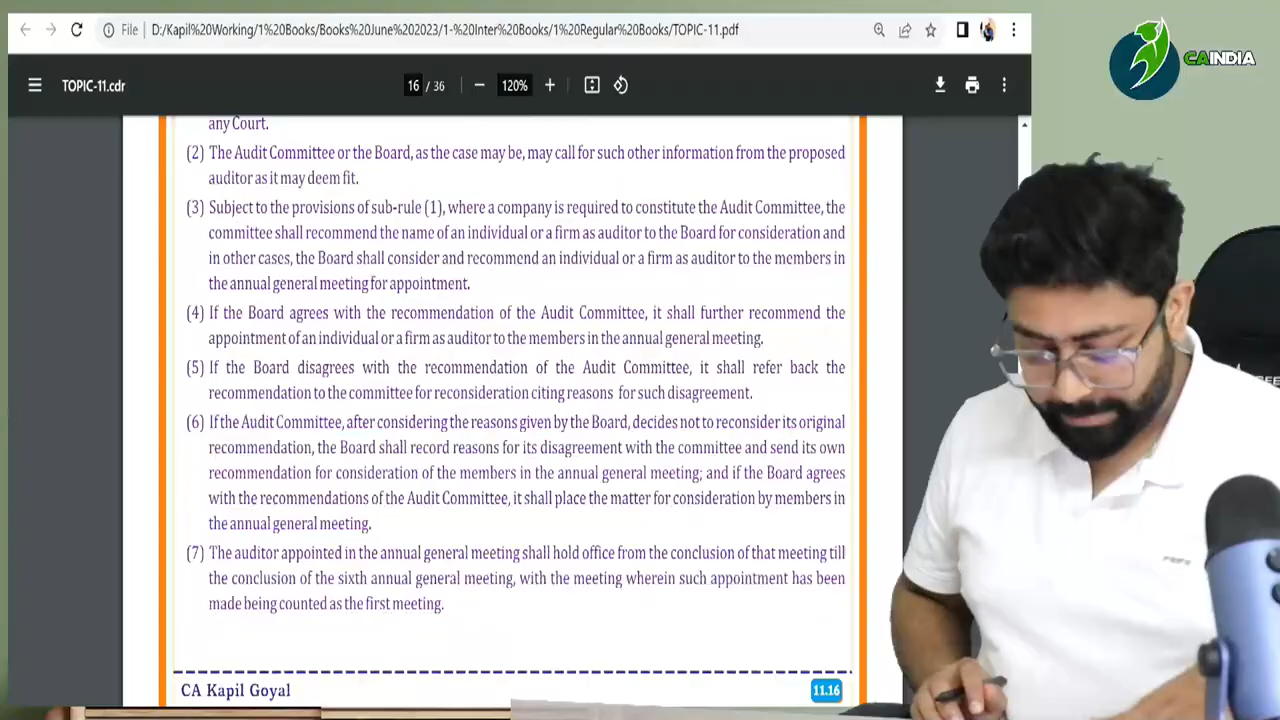 File
D:/Kapil%20Working/1%20Books/Books%20June%202023/1-%20Inter%20Books/1%20Regular%20Books/TOPIC-11.pdf
CAINDIA
TOPIC-11.cdr
16 / 36
120%
any Court.
(2) The Audit Committee or the Board, as the case may be, may call for such other information from the proposed
auditor as it may deem fit.
(3) Subject to the provisions of sub-rule (1), where a company is required to constitute the Audit Committee, the
committee shall recommend the name of an individual or a firm as auditor to the Board for consideration and
in other cases, the Board shall consider and recommend an individual or a firm as auditor to the members in
the annual general meeting for appointment.
(4) If the Board agrees with the recommendation of the Audit Committee, it shall further recommend the
appointment of an individual or a firm as auditor to the members in the annual general meeting.
(5) If the Board disagrees with the recommendation of the Audit Committee, it shall refer back the
recommendation to the committee for reconsideration citing reasons for such disagreement.
(6) If the Audit Committee, after considering the reasons given by the Board, decides not to reconsider its original
recommendation, the Board shall record reasons for its disagreement with the committee and send its own
recommendation for consideration of the members in the annual general meeting; and if the Board agrees
with the recommendations of the Audit Committee, it shall place the matter for consideration by members in
the annual general meeting.
(7) The auditor appointed in the annual general meeting shall hold office from the conclusion of that meeting till
the conclusion of the sixth annual general meeting, with the meeting wherein such appointment has been
made being counted as the first meeting.
CA Kapil Goyal
11.16